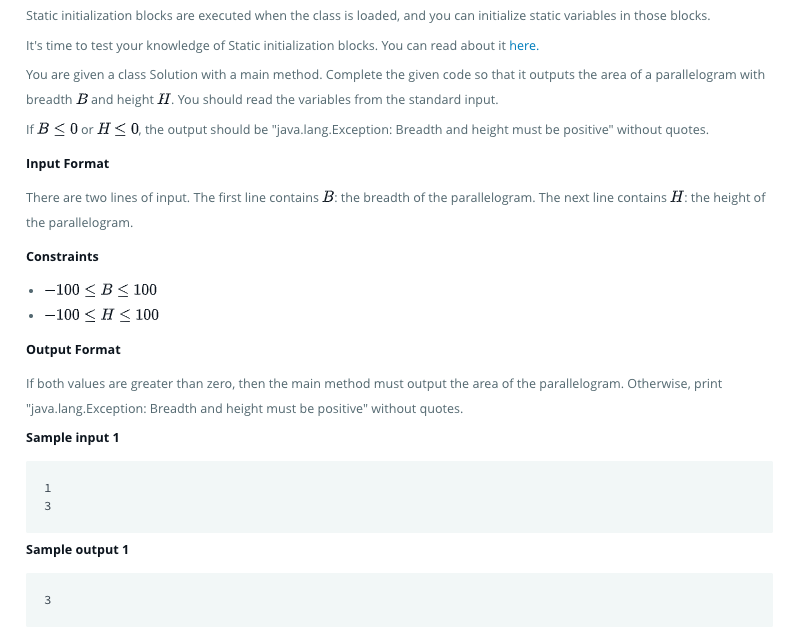 Static initialization blocks are executed when the class is loaded, and you can initialize static variables in those blocks.
It's time to test your knowledge of Static initialization blocks. You can read about it here.
You are given a class Solution with a main method. Complete the given code so that it outputs the area of a parallelogram with
breadth B and height H. You should read the variables from the standard input.
If B ≤ 0 or H ≤ 0, the output should be "java.lang.Exception: Breadth and height must be positive" without quotes.
Input Format
There are two lines of input. The first line contains B: the breadth of the parallelogram. The next line contains H: the height of
the parallelogram.
Constraints
• −100 ≤ B ≤ 100
• −100 ≤ H ≤ 100
Output Format
If both values are greater than zero, then the main method must output the area of the parallelogram. Otherwise, print
"java.lang.Exception: Breadth and height must be positive" without quotes.
Sample input 1
1
3
Sample output 1
3